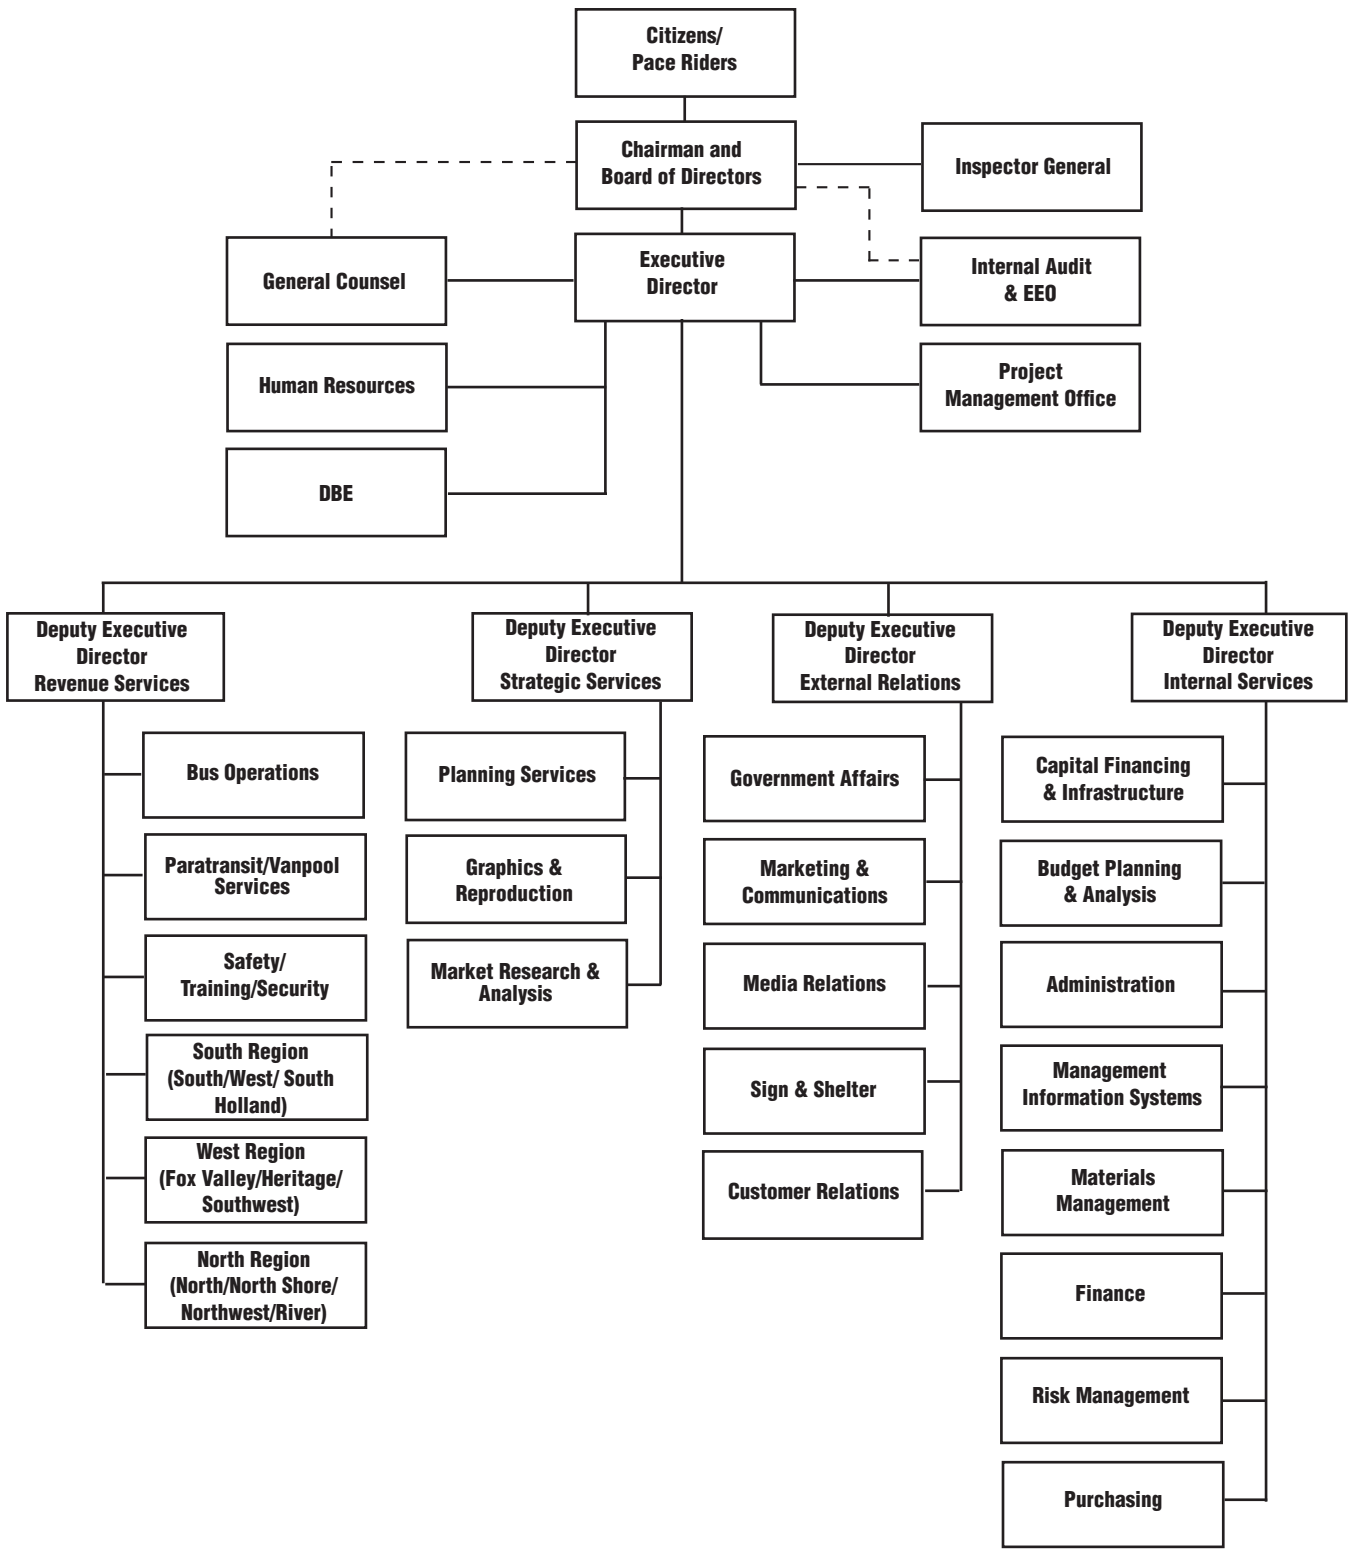 Citizens/
Pace Riders
Chairman and
Board of Directors
Inspector General
General Counsel
Executive
Director
Internal Audit
& EEO
Human Resources
Project
Management Office
DBE
Deputy Executive
Director
Revenue Services
Deputy Executive
Director
Strategic Services
Deputy Executive
Director
External Relations
Deputy Executive
Director
Internal Services
Bus Operations
Paratransit/Vanpool
Services
Safety/
Training/Security
South Region
(South/West/ South
Holland)
West Region
(Fox Valley/Heritage/
Southwest)
North Region
(North/North Shore/
Northwest/River)
Planning Services
Graphics &
Reproduction
Market Research &
Analysis
Government Affairs
Marketing &
Communications
Media Relations
Sign & Shelter
Customer Relations
Capital Financing
& Infrastructure
Budget Planning
& Analysis
Administration
Management
Information Systems
Materials
Management
Finance
Risk Management
Purchasing